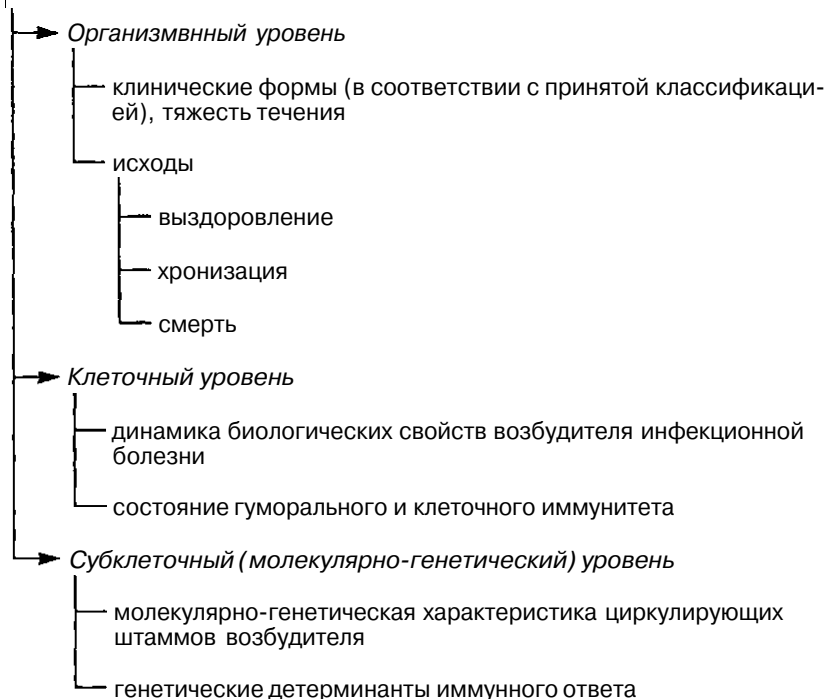 Организмвнный уровень
клинические формы (в соответствии с принятой классификаци-
ей), тяжесть течения
исходы
выздоровление
хронизация
смерть
Клеточный уровень
динамика биологических свойств возбудителя инфекционной
болезни
состояние гуморального и клеточного иммунитета
Субклеточный (молекулярно-генетический) уровень
молекулярно-генетическая характеристика циркулирующих
штаммов возбудителя
генетические детерминанты иммунного ответа